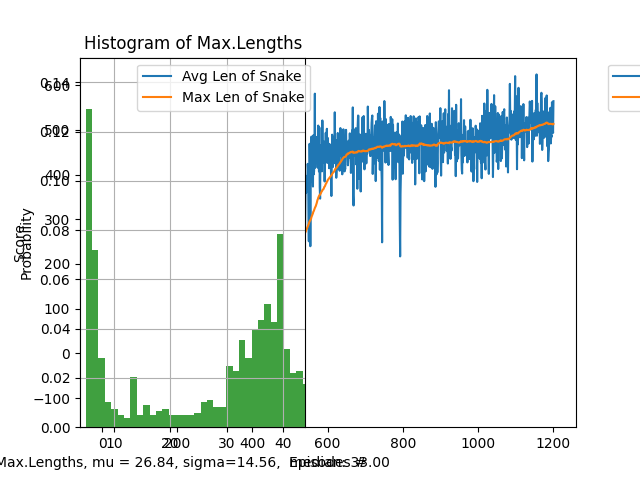 Histogram of Max.Lengths
Avg Len of Snake
Max Len of Snake
Score
Probability
600
500
400
300
200
100
0
−100
0.14
0.12
0.10
0.08
0.06
0.04
0.02
0.00
0 10 20 200 30 400 40 600 800 1000 1200
Max.Lengths, mu = 26.84, sigma=14.56,